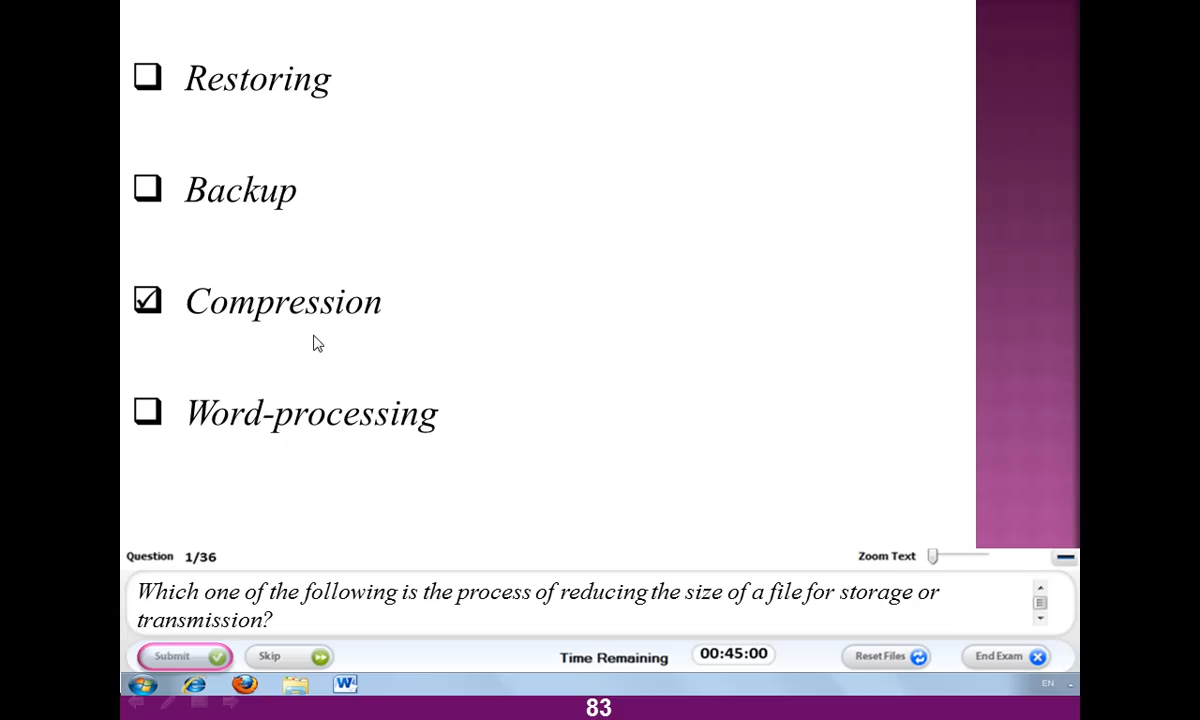 Restoring
Backup
Compression
Word-processing
Question 1/36
Zoom Text
Which one of the following is the process of reducing the size of a file for storage or
transmission?
Submit
Skip
Time Remaining
00:45:00
Reset Files
End Exam
W
EN
83